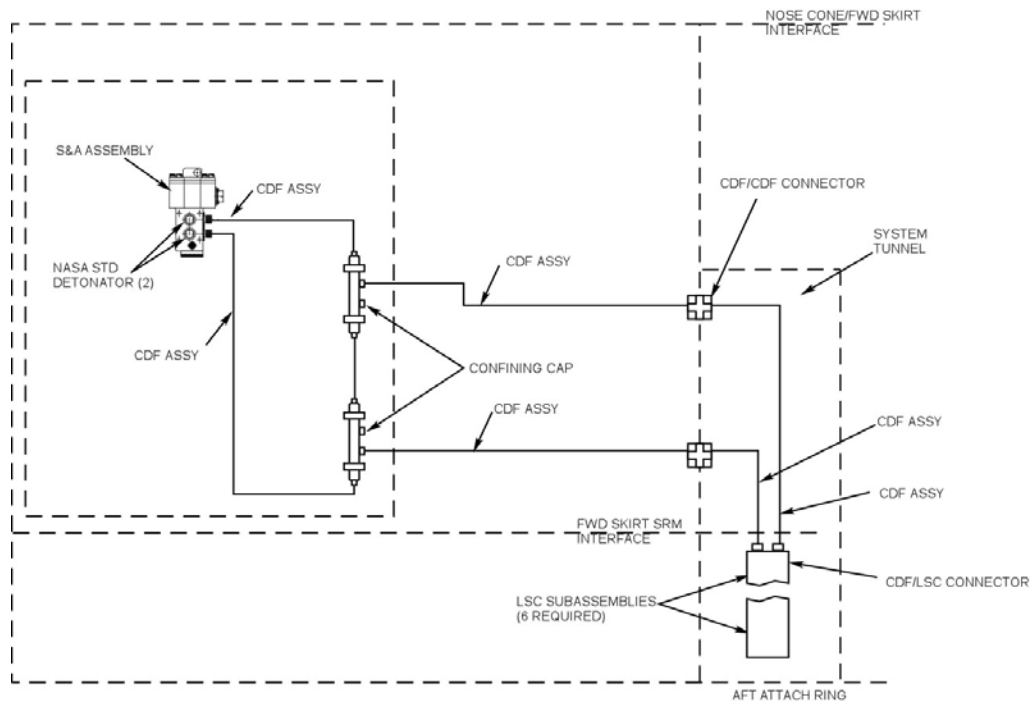 NOSE CONE/FWD SKIRT
INTERFACE
S&A ASSEMBLY
CDF ASSY
CDF/CDF CONNECTOR
SYSTEM
TUNNEL
NASA STD
DETONATOR (2)
CDF ASSY
CDF ASSY
CONFINING CAP
CDF ASSY
CDF ASSY
CDF ASSY
FWD SKIRT SRM
INTERFACE
CDF/LSC CONNECTOR
LSC SUBASSEMBLIES
(6 REQUIRED)
AFT ATTACH RING